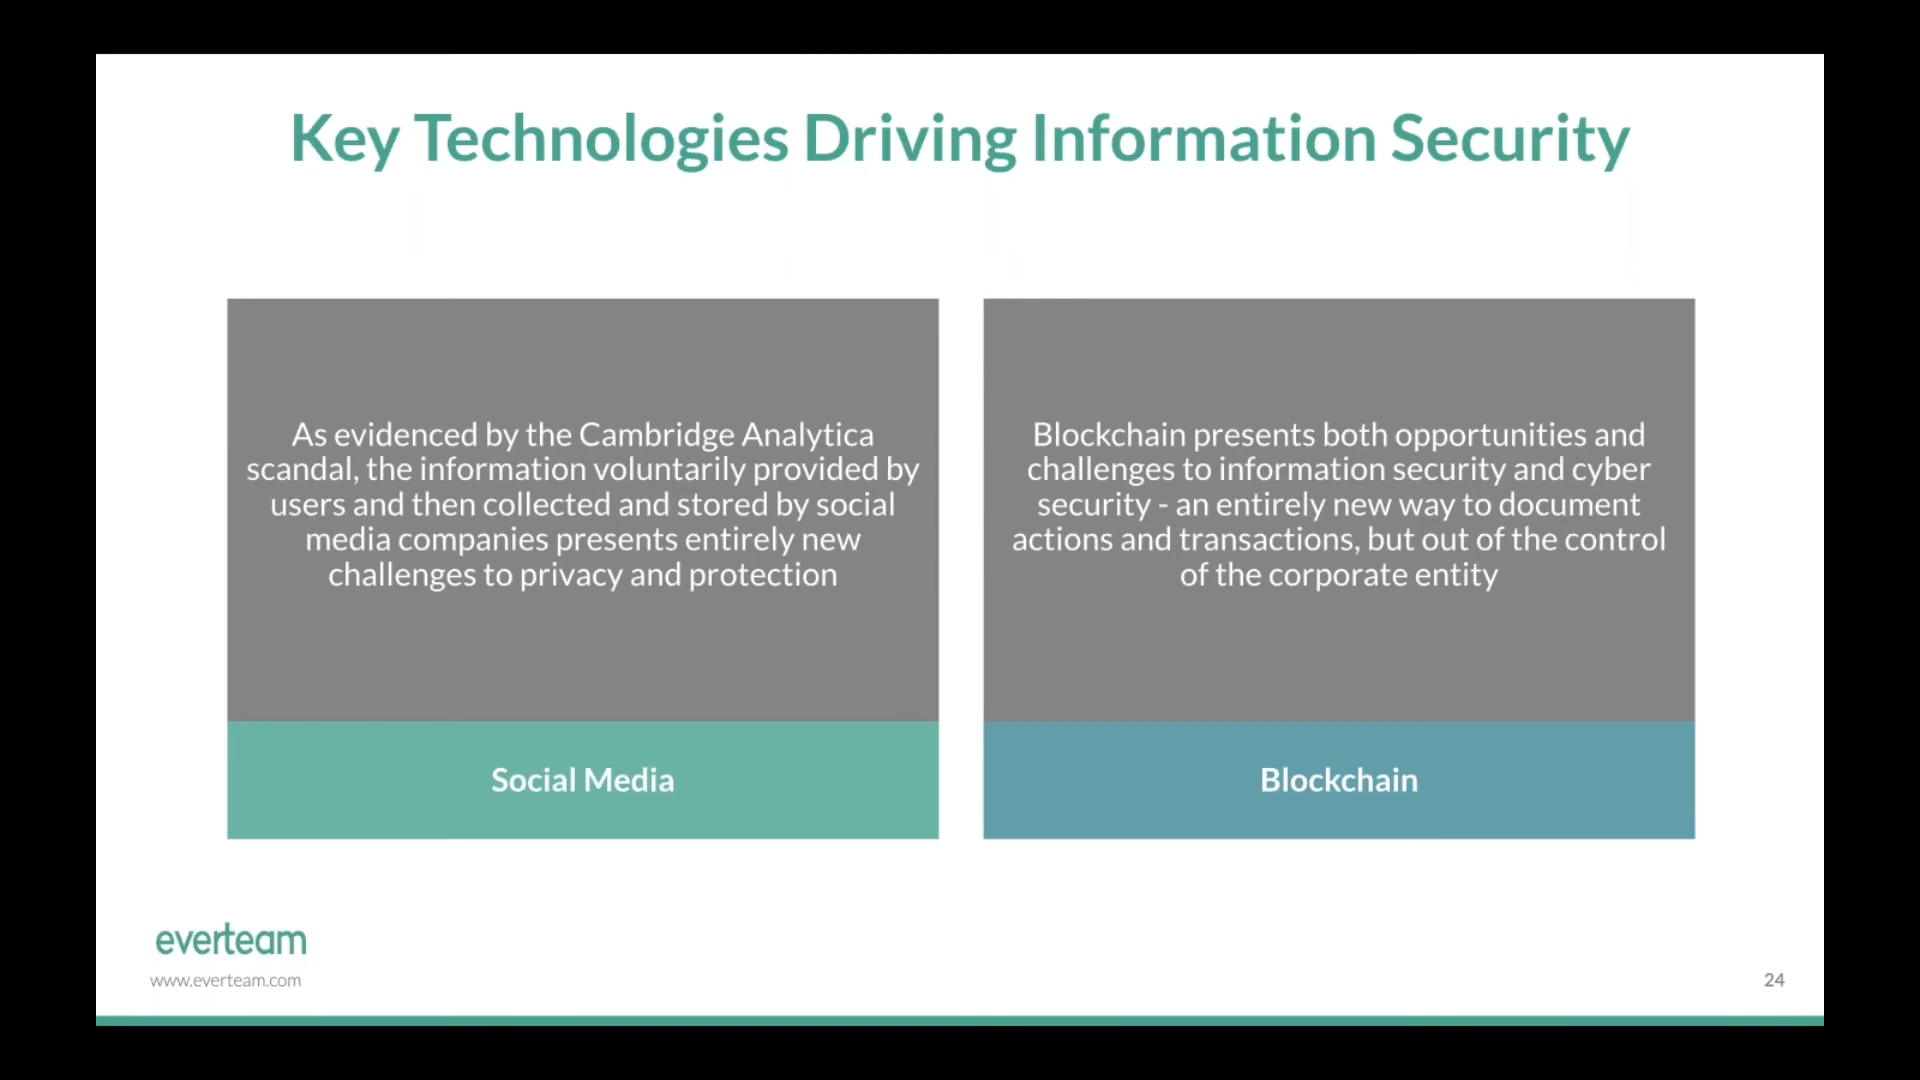 Key Technologies Driving Information Security
As evidenced by the Cambridge Analytica
scandal, the information voluntarily provided by
users and then collected and stored by social
media companies presents entirely new
challenges to privacy and protection
Social Media
Blockchain presents both opportunities and
challenges to information security and cyber
security - an entirely new way to document
actions and transactions, but out of the control
of the corporate entity
Blockchain
everteam
www.everteam.com
24